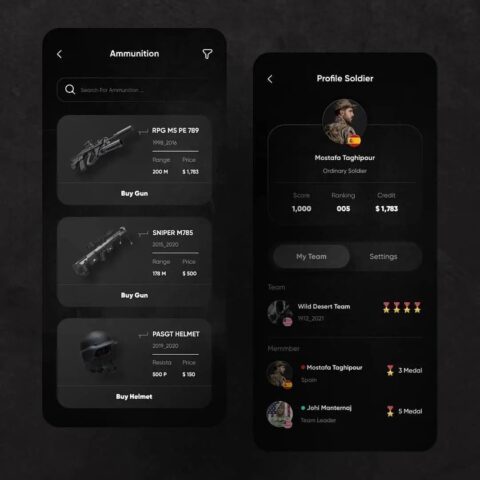 Ammunition
Search For Ammunition ...
RPG MS PE 789
1998_2016
Range Price
200 M $ 1,783
Buy Gun
SNIPER M785
2015_2020
Range Price
178 M $ 500
Buy Gun
PASGT HELMET
2019_2020
Resista Price
500 P $ 150
Buy Helmet
Profile Soldier
Mostafa Taghipour
Ordinary Soldier
Score Ranking Credit
1,000 005 $ 1,783
My Team Settings
Team
Wild Desert Team
1912_2021
Memmber
Mostafa Taghipour
Spain
3 Medal
Johi Manternaj
Team Leader
5 Medal